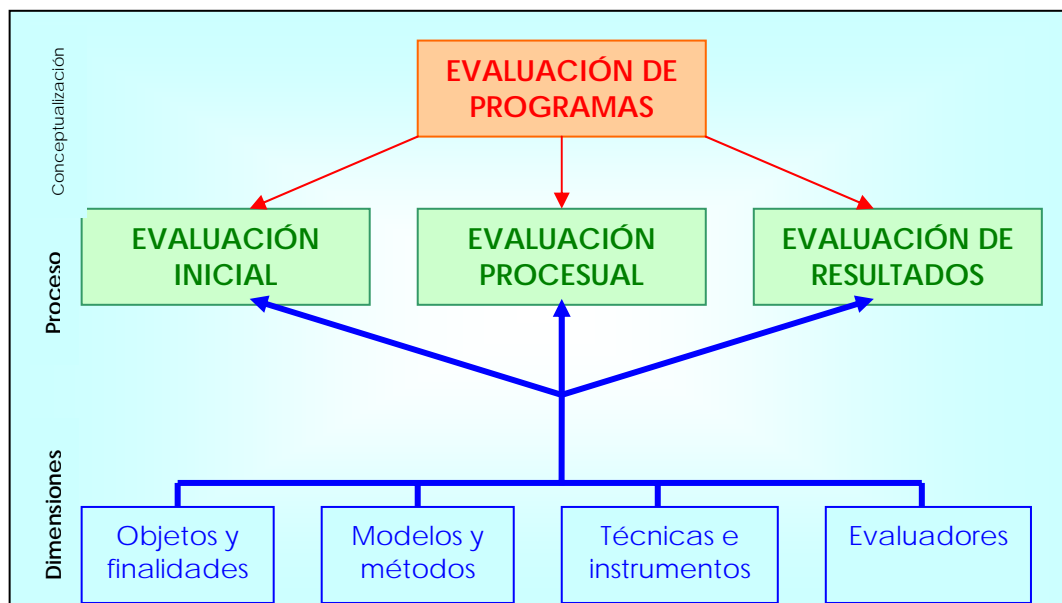 Conceptualización
EVALUACIÓN DE
PROGRAMAS
Proceso
EVALUACIÓN
INICIAL
EVALUACIÓN
PROCESUAL
EVALUACIÓN DE
RESULTADOS
Dimensiones
Objetos y
finalidades
Modelos y
métodos
Técnicas e
instrumentos
Evaluadores